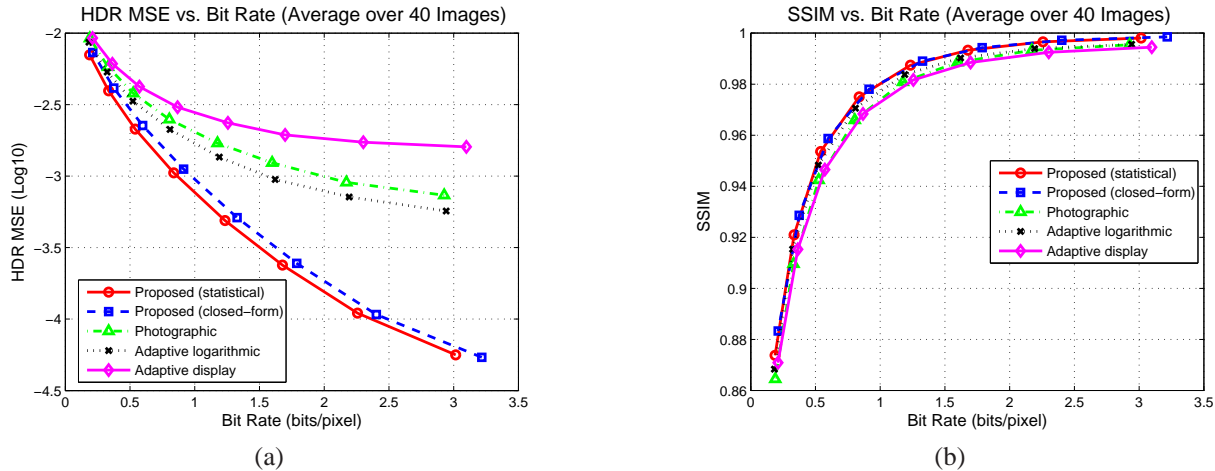 HDR MSE vs. Bit Rate (Average over 40 Images)
HDR MSE (Log10)
−2
−2.5
−3
−3.5
−4
−4.5
Proposed (statistical)
Proposed (closed−form)
Photographic
Adaptive logarithmic
Adaptive display
0 0.5 1 1.5 2 2.5 3 3.5
Bit Rate (bits/pixel)
(a)
SSIM vs. Bit Rate (Average over 40 Images)
SSIM
1
0.98
0.96
0.94
0.92
0.9
0.88
0.86
Proposed (statistical)
Proposed (closed−form)
Photographic
Adaptive logarithmic
Adaptive display
0 0.5 1 1.5 2 2.5 3 3.5
Bit Rate (bits/pixel)
(b)